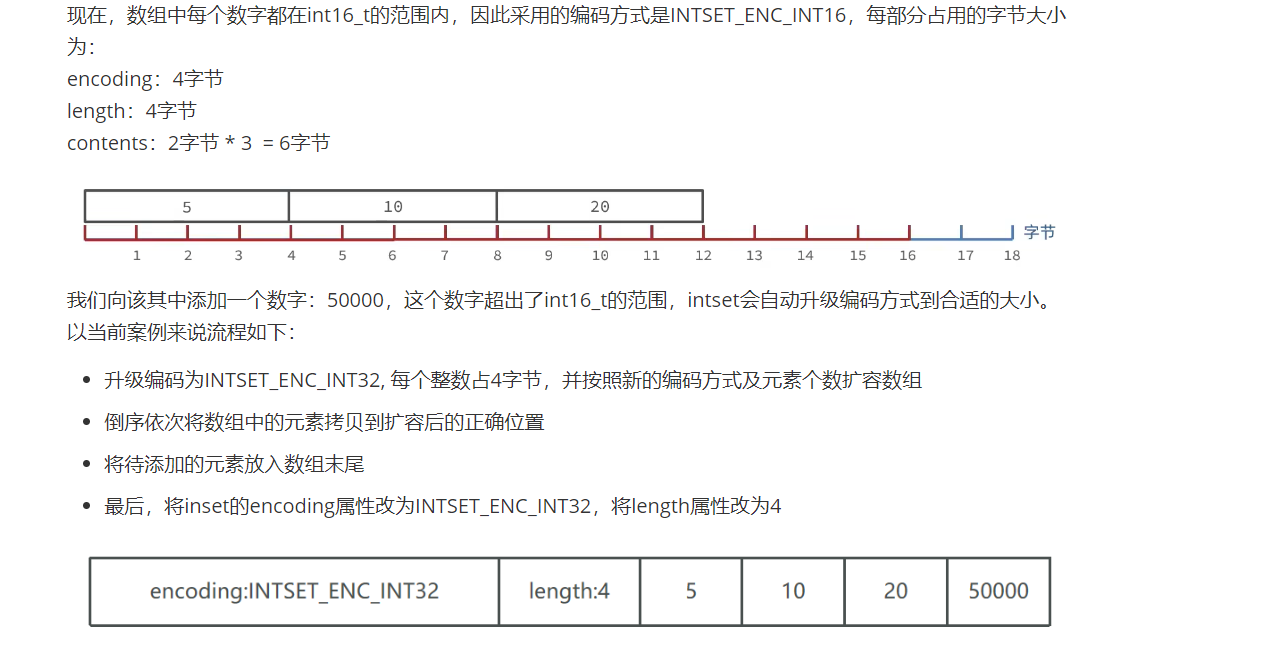 现在，数组中每个数字都在int16_t的范围内，因此采用的编码方式是INTSET_ENC_INT16，每部分占用的字节大小
为：
encoding：4字节
length：4字节
contents：2字节 * 3  = 6字节
5 10 20
字节
1 2 3 4 5 6 7 8 9 10 11 12 13 14 15 16 17 18
我们向该其中添加一个数字：50000，这个数字超出了int16_t的范围，intset会自动升级编码方式到合适的大小。
以当前案例来说流程如下：
• 升级编码为INTSET_ENC_INT32, 每个整数占4字节，并按照新的编码方式及元素个数扩容数组
• 倒序依次将数组中的元素拷贝到扩容后的正确位置
• 将待添加的元素放入数组末尾
• 最后，将inset的encoding属性改为INTSET_ENC_INT32，将length属性改为4
encoding:INTSET_ENC_INT32 length:4 5 10 20 50000